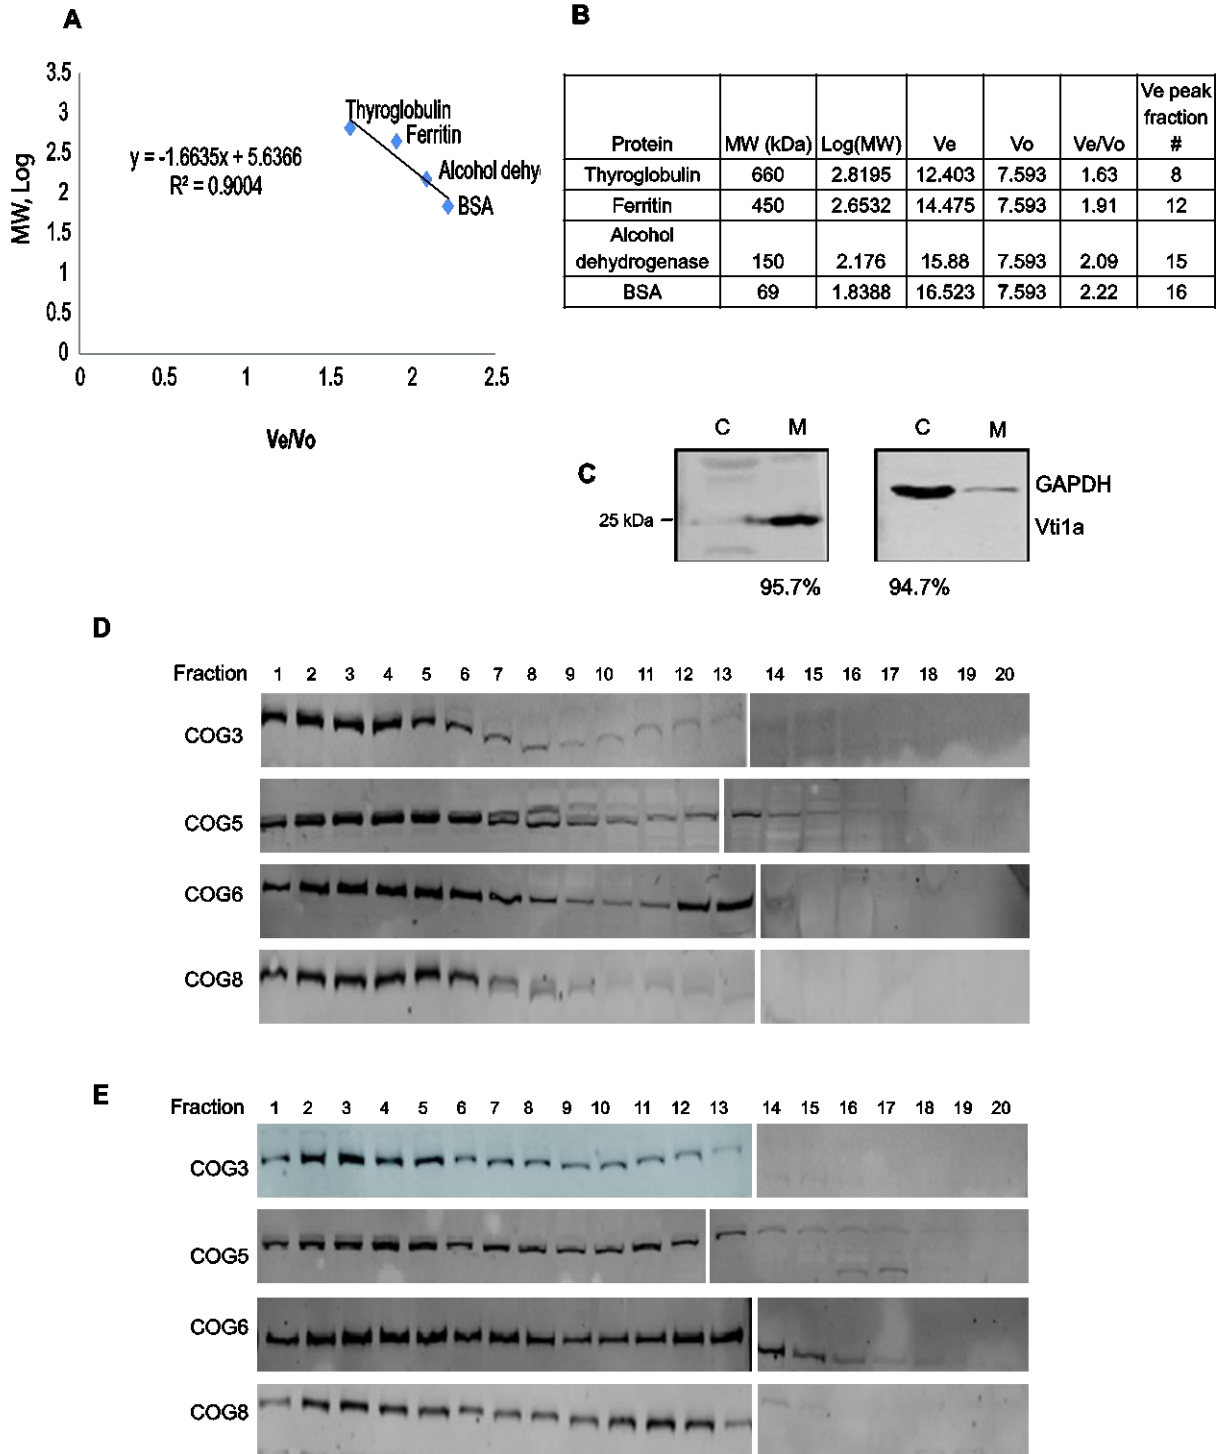 A
3.5
3
2.5
2
1.5
1
0.5
0
MW, Log
y = -1.6635x + 5.6366
R² = 0.9004
Thyroglobulin
Ferritin
Alcohol dehy
BSA
0 0.5 1 1.5 2 2.5
Ve/Vo
B
Protein MW (kDa) Log(MW) Ve Vo Ve/Vo Ve peak fraction #
Thyroglobulin 660 2.8195 12.403 7.593 1.63 8
Ferritin 450 2.6532 14.475 7.593 1.91 12
Alcohol
dehydrogenase 150 2.176 15.88 7.593 2.09 15
BSA 69 1.8388 16.523 7.593 2.22 16
C
C M C M
25 kDa
GAPDH
Vti1a
95.7% 94.7%
D
Fraction 1 2 3 4 5 6 7 8 9 10 11 12 13 14 15 16 17 18 19 20
COG3
COG5
COG6
COG8
E
Fraction 1 2 3 4 5 6 7 8 9 10 11 12 13 14 15 16 17 18 19 20
COG3
COG5
COG6
COG8